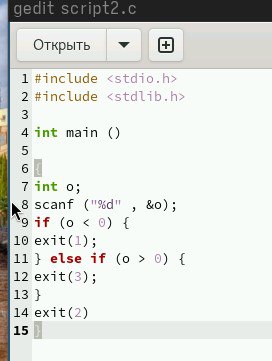 gedit script2.c
Открыть
1 #include <stdio.h>
2 #include <stdlib.h>
3
4 int main ()
5
6 {
7 int o;
8 scanf ("%d" , &o);
9 if (o < 0) {
10 exit(1);
11 } else if (o > 0) {
12 exit(3);
13 }
14 exit(2)
15 }